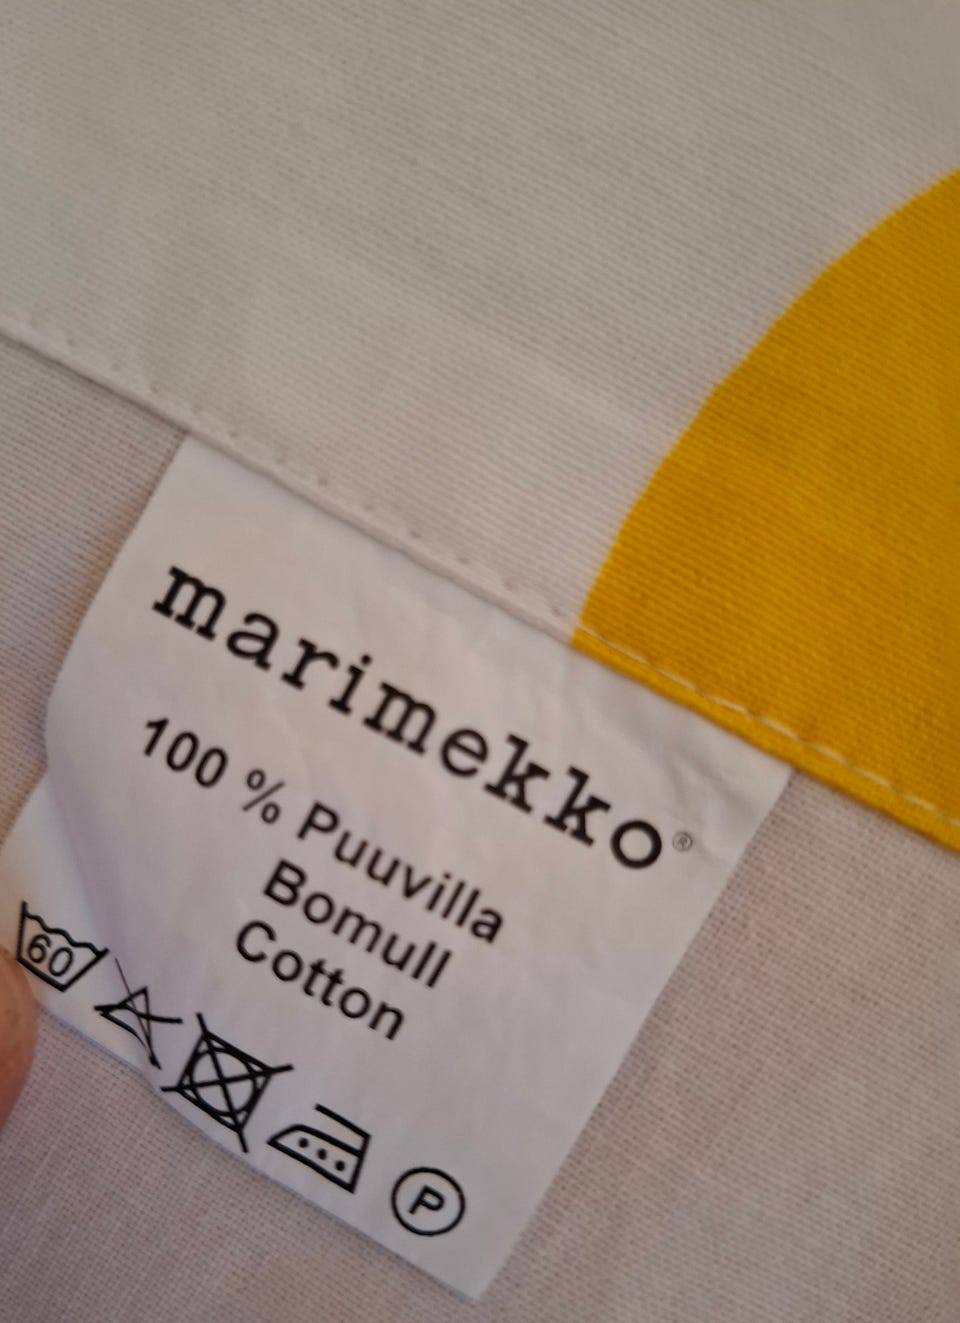 marimekko®
100 % Puuvilla
Bomull
Cotton
60
P